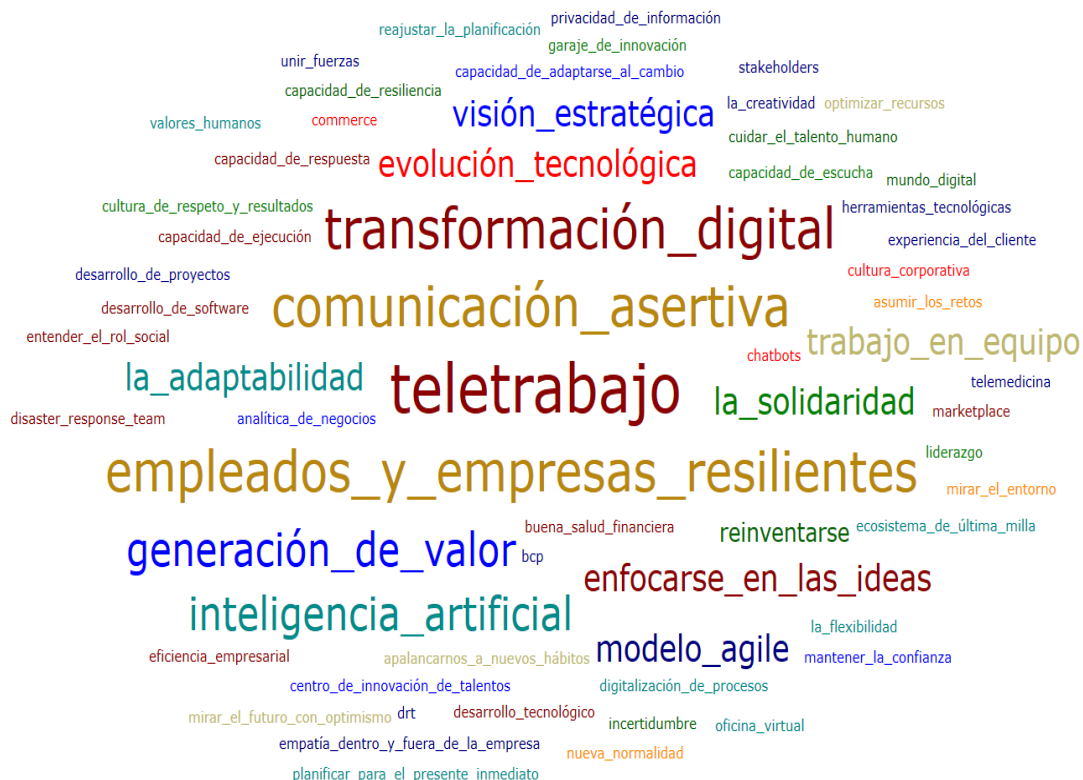 privacidad_de_información
reajustar_la_planificación
garaje_de_innovación
unir_fuerzas
capacidad_de_adaptarse_al_cambio
stakeholders
capacidad_de_resiliencia
visión_estratégica
la_creatividad
optimizar_recursos
valores_humanos
commerce
cuidar_el_talento_humano
capacidad_de_respuesta
evolución_tecnológica
capacidad_de_escucha
mundo_digital
cultura_de_respeto_y_resultados
transformación_digital
herramientas_tecnológicas
capacidad_de_ejecución
experiencia_del_cliente
desarrollo_de_proyectos
cultura_corporativa
desarrollo_de_software
comunicación_asertiva
asumir_los_retos
entender_el_rol_social
trabajo_en_equipo
chatbots
la_adaptabilidad
teletrabajo
telemedicina
la_solidaridad
marketplace
disaster_response_team
analítica_de_negocios
empleados_y_empresas_resilientes
liderazgo
mirar_el_entorno
buena_salud_financiera
reinventarse
ecosistema_de_última_milla
generación_de_valor
bcp
enfocarse_en_las_ideas
inteligencia_artificial
la_flexibilidad
eficiencia_empresarial
apalancarnos_a_nuevos_hábitos
modelo_agile
mantener_la_confianza
centro_de_innovación_de_talentos
digitalización_de_procesos
mirar_el_futuro_con_optimismo
drt
desarrollo_tecnológico
incertidumbre
oficina_virtual
empatía_dentro_y_fuera_de_la_empresa
nueva_normalidad
planificar_para_el_presente_inmediato